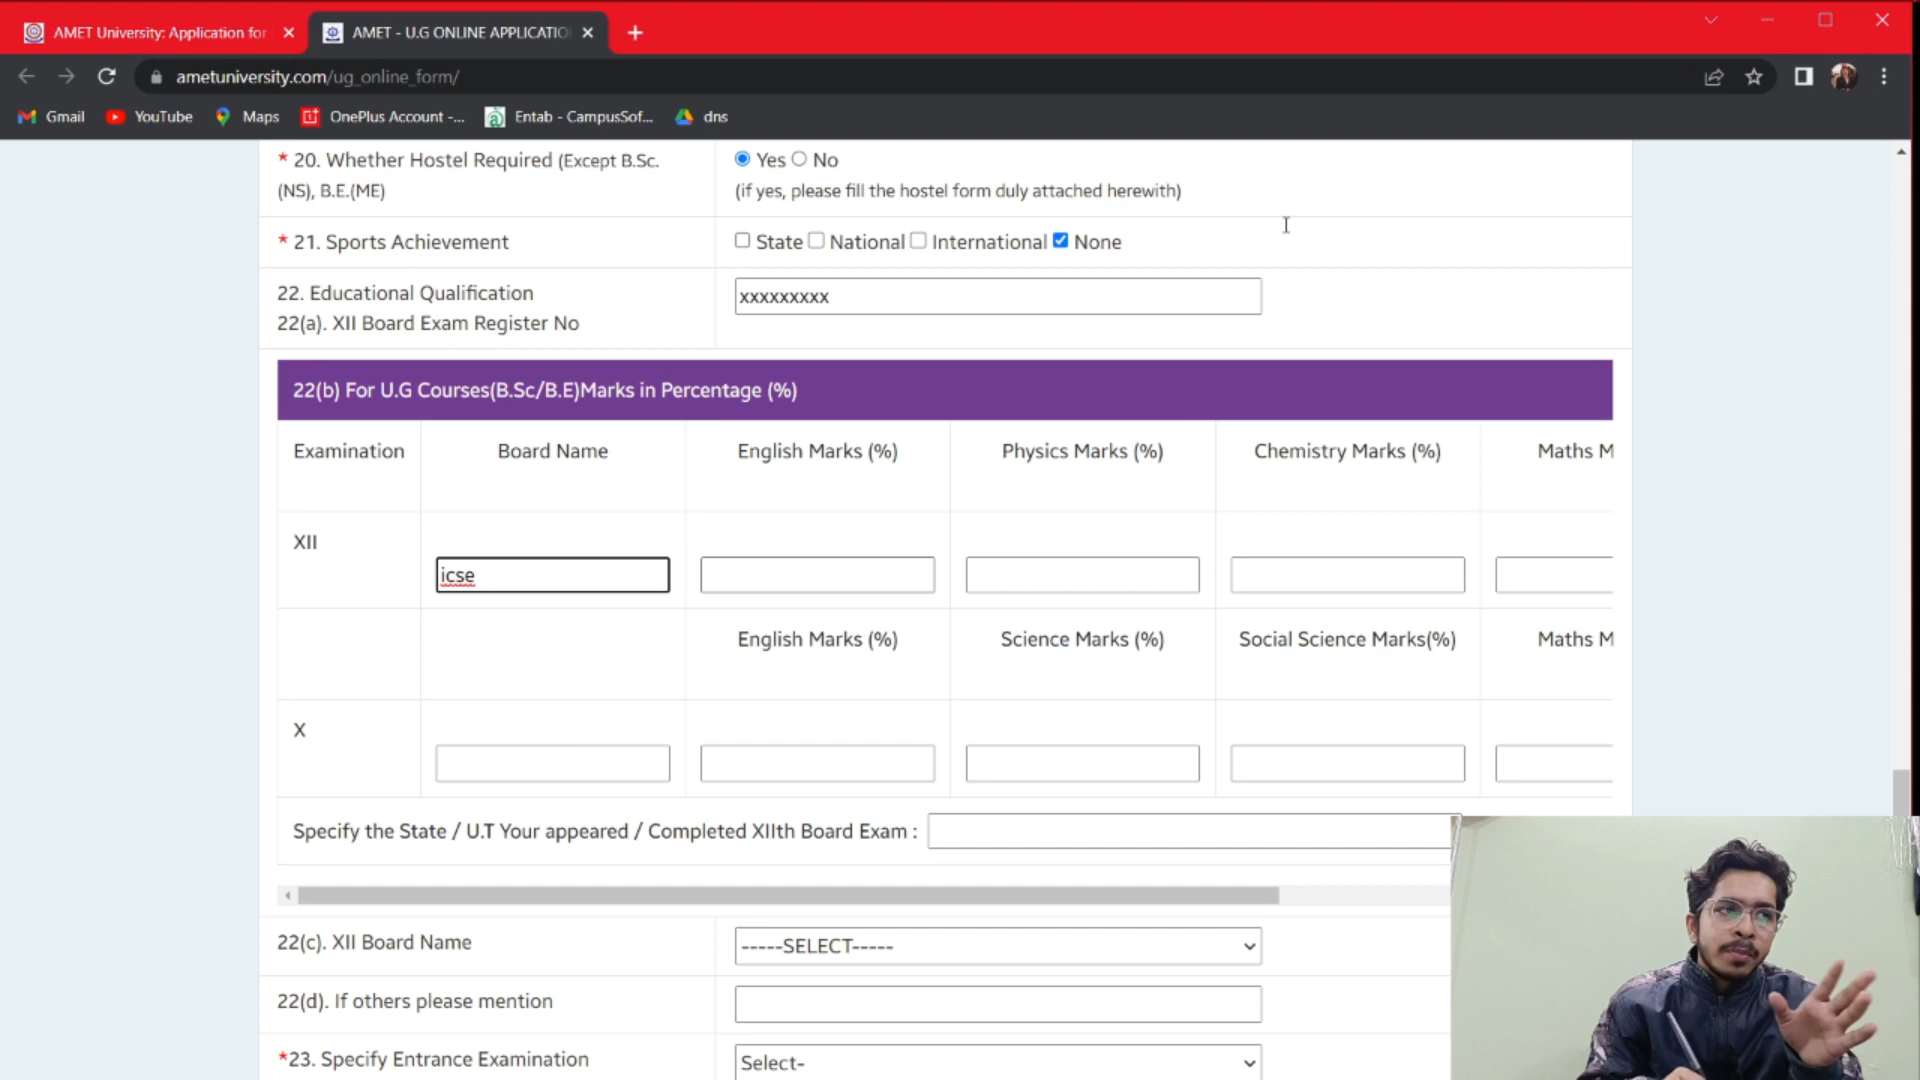 AMET University: Application for
AMET - U.G ONLINE APPLICATIO
ametuniversity.com/ug_online_form/
Gmail YouTube Maps OnePlus Account -... Entab - CampusSof... dns
* 20. Whether Hostel Required (Except B.Sc. (NS), B.E.(ME)
Yes No
(if yes, please fill the hostel form duly attached herewith)
* 21. Sports Achievement
State National International None
22. Educational Qualification
22(a). XII Board Exam Register No
xxxxxxxxx
22(b) For U.G Courses(B.Sc/B.E)Marks in Percentage (%)
Examination Board Name English Marks (%) Physics Marks (%) Chemistry Marks (%) Maths M
XII
icse
English Marks (%) Science Marks (%) Social Science Marks(%) Maths M
X
Specify the State / U.T Your appeared / Completed XIIth Board Exam :
22(c). XII Board Name
-----SELECT-----
22(d). If others please mention
*23. Specify Entrance Examination
Select-